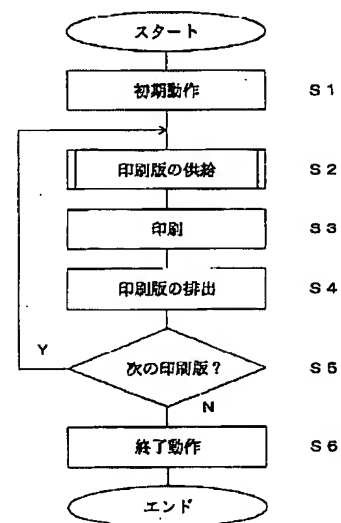 スタート
初期動作 S1
印刷版の供給 S2
印刷 S3
印刷版の排出 S4
Y 次の印刷版? S5
N
終了動作 S6
エンド